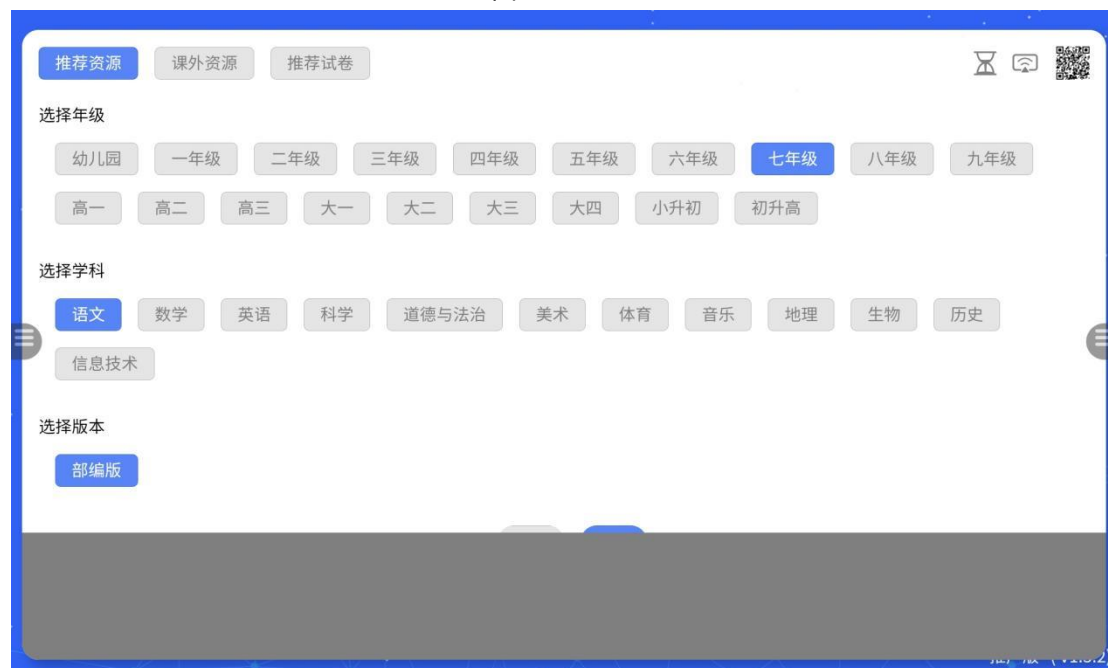 推荐资源 课外资源 推荐试卷
选择年级
幼儿园 一年级 二年级 三年级 四年级 五年级 六年级 七年级 八年级 九年级
高一 高二 高三 大一 大二 大三 大四 小升初 初升高
选择学科
语文 数学 英语 科学 道德与法治 美术 体育 音乐 地理 生物 历史
信息技术
选择版本
部编版